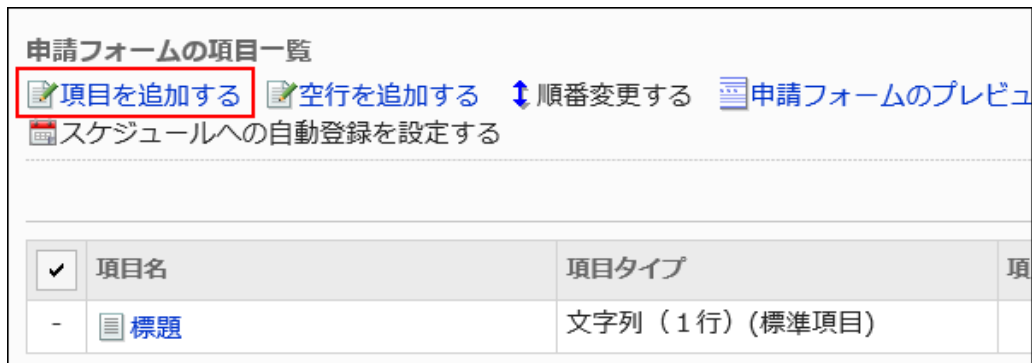 申請フォームの項目一覧
項目を追加する 空行を追加する 順番変更する 申請フォームのプレビュ
スケジュールへの自動登録を設定する
項目名 項目タイプ 項
- 標題 文字列（１行）(標準項目)